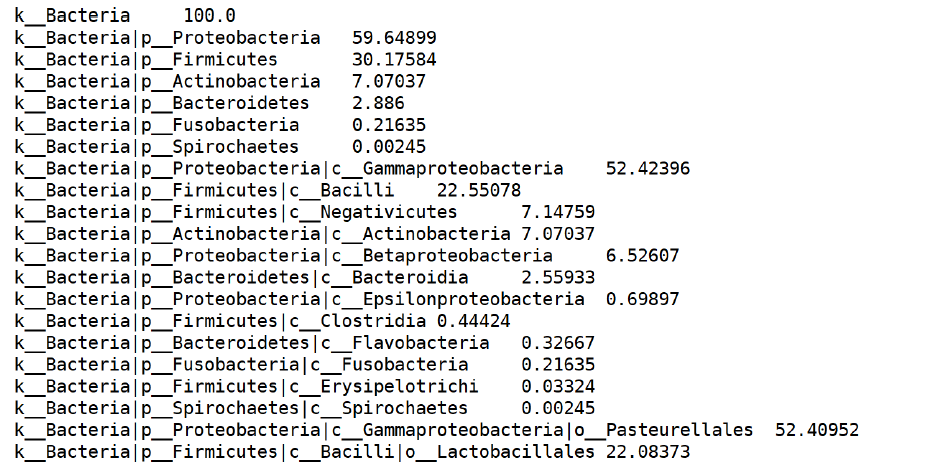 k__Bacteria 100.0
k__Bacteria|p__Proteobacteria 59.64899
k__Bacteria|p__Firmicutes 30.17584
k__Bacteria|p__Actinobacteria 7.07037
k__Bacteria|p__Bacteroidetes 2.886
k__Bacteria|p__Fusobacteria 0.21635
k__Bacteria|p__Spirochaetes 0.00245
k__Bacteria|p__Proteobacteria|c__Gammaproteobacteria 52.42396
k__Bacteria|p__Firmicutes|c__Bacilli 22.55078
k__Bacteria|p__Firmicutes|c__Negativicutes 7.14759
k__Bacteria|p__Actinobacteria|c__Actinobacteria 7.07037
k__Bacteria|p__Proteobacteria|c__Betaproteobacteria 6.52607
k__Bacteria|p__Bacteroidetes|c__Bacteroidia 2.55933
k__Bacteria|p__Proteobacteria|c__Epsilonproteobacteria 0.69897
k__Bacteria|p__Firmicutes|c__Clostridia 0.44424
k__Bacteria|p__Bacteroidetes|c__Flavobacteria 0.32667
k__Bacteria|p__Fusobacteria|c__Fusobacteria 0.21635
k__Bacteria|p__Firmicutes|c__Erysipelotrichi 0.03324
k__Bacteria|p__Spirochaetes|c__Spirochaetes 0.00245
k__Bacteria|p__Proteobacteria|c__Gammaproteobacteria|o__Pasteurellales 52.40952
k__Bacteria|p__Firmicutes|c__Bacilli|o__Lactobacillales 22.08373